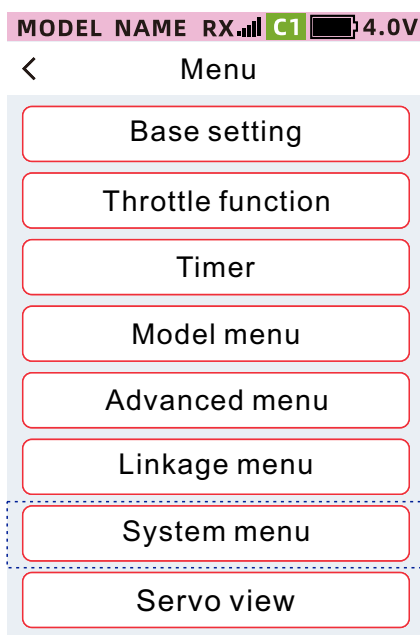 MODEL NAME RX C1 4.0V
< Menu
Base setting
Throttle function
Timer
Model menu
Advanced menu
Linkage menu
System menu
Servo view